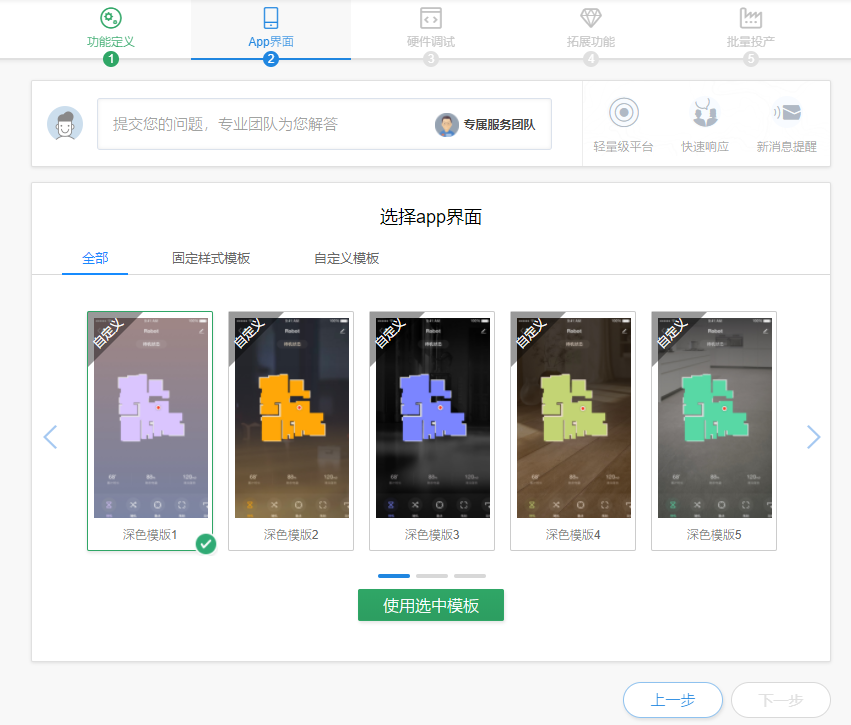 功能定义
App界面
硬件调试
拓展功能
批量投产
1
2
3
4
5
提交您的问题，专业团队为您解答
专属服务团队
轻量级平台
快速响应
新消息提醒
选择app界面
全部
固定样式模板
自定义模板
自定义
Robot
自定义
Robot
自定义
Robot
自定义
Robot
自定义
Robot
深色模版1
深色模版2
深色模版3
深色模版4
深色模版5
使用选中模板
上一步
下一步